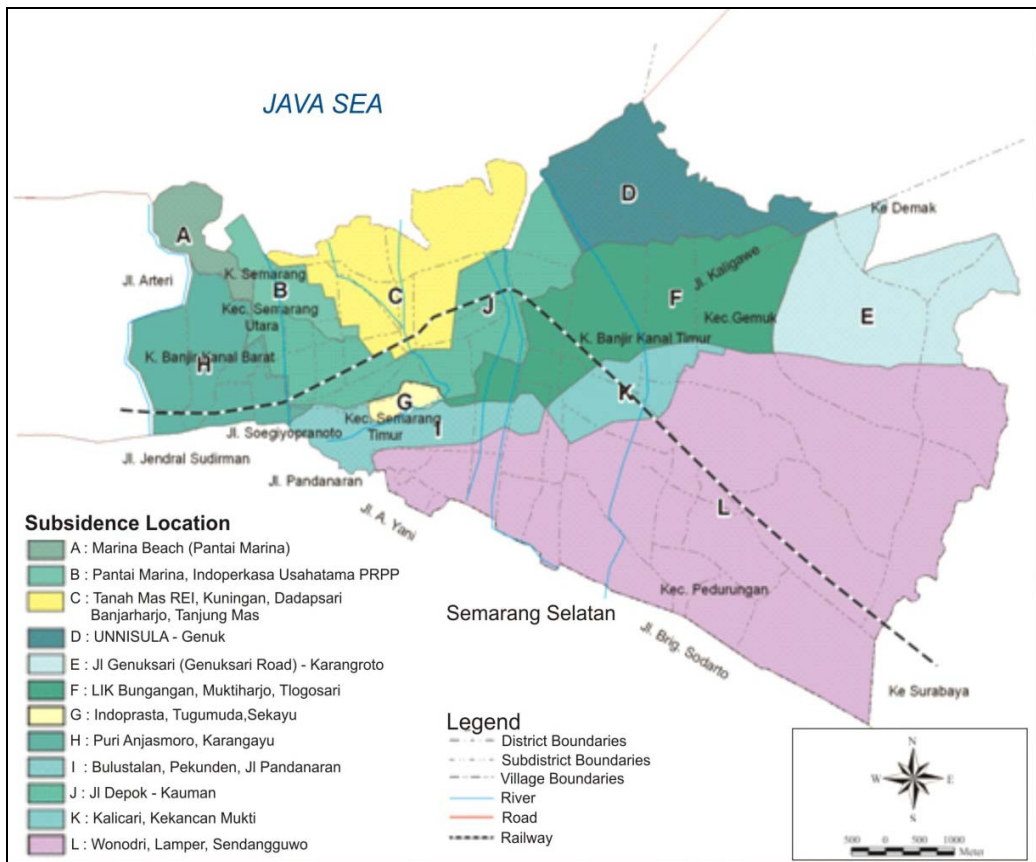 JAVA SEA
D
Ke Demak
A
Jl. Arteri
K. Semarang
B
Kec. Semarang
Utara
C
J
Jl. Kaligawe
F
Kec.Gemuk
E
K. Banjir Kanal Barat
H
K. Banjir Kanal Timur
G
K
Kec. Semarang
Timur
I
Jl. Soegiyopranoto
Jl. Jendral Sudirman
Jl. Pandanaran
Jl. A. Yani
L
Kec. Pedurungan
Semarang Selatan
Jl. Brig. Sodarto
Ke Surabaya
Subsidence Location
A : Marina Beach (Pantai Marina)
B : Pantai Marina, Indoperkasa Usahatama PRPP
C : Tanah Mas REI, Kuningan, Dadapsari
Banjarharjo, Tanjung Mas
D : UNNISULA - Genuk
E : Jl Genuksari (Genuksari Road) - Karangroto
F : LIK Bungangan, Muktiharjo, Tlogosari
G : Indoprasta, Tugumuda,Sekayu
H : Puri Anjasmoro, Karangayu
I : Bulustalan, Pekunden, Jl Pandanaran
J : Jl Depok - Kauman
K : Kalicari, Kekancan Mukti
L : Wonodri, Lamper, Sendangguwo
Legend
District Boundaries
Subdistrict Boundaries
Village Boundaries
River
Road
Railway
N
W E
S
500 0 500 1000
Meter